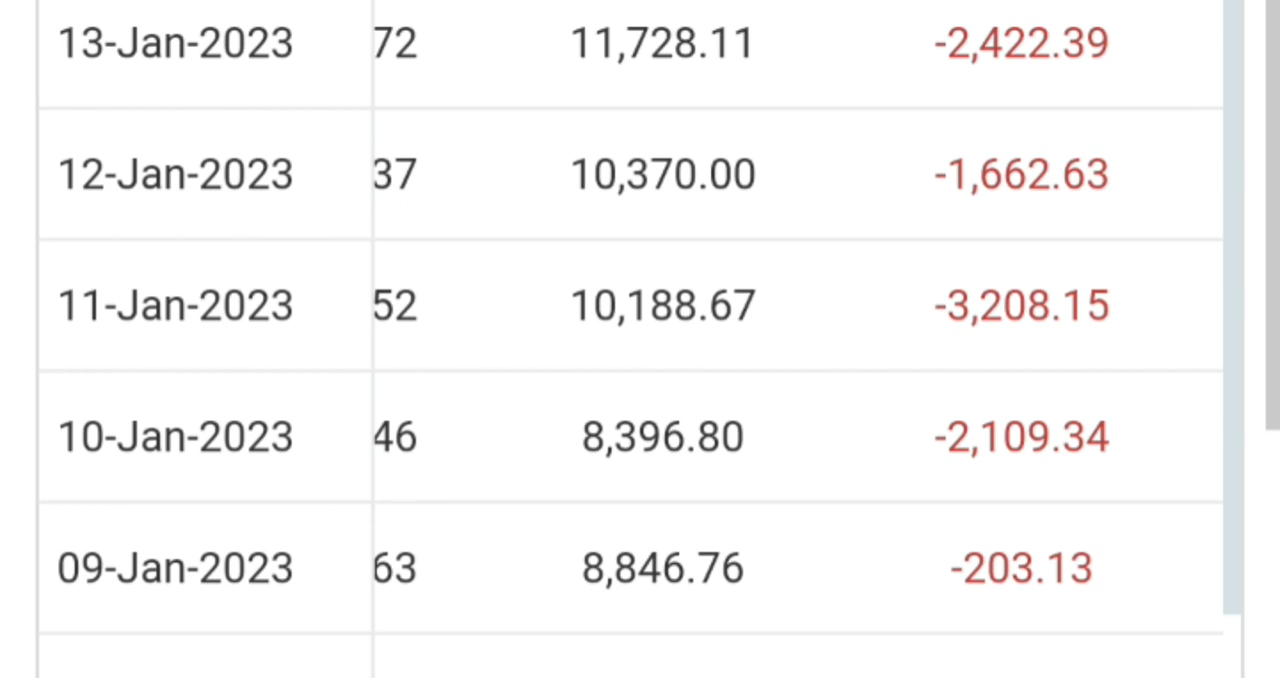 13-Jan-2023 72 11,728.11 -2,422.39
12-Jan-2023 37 10,370.00 -1,662.63
11-Jan-2023 52 10,188.67 -3,208.15
10-Jan-2023 46 8,396.80 -2,109.34
09-Jan-2023 63 8,846.76 -203.13